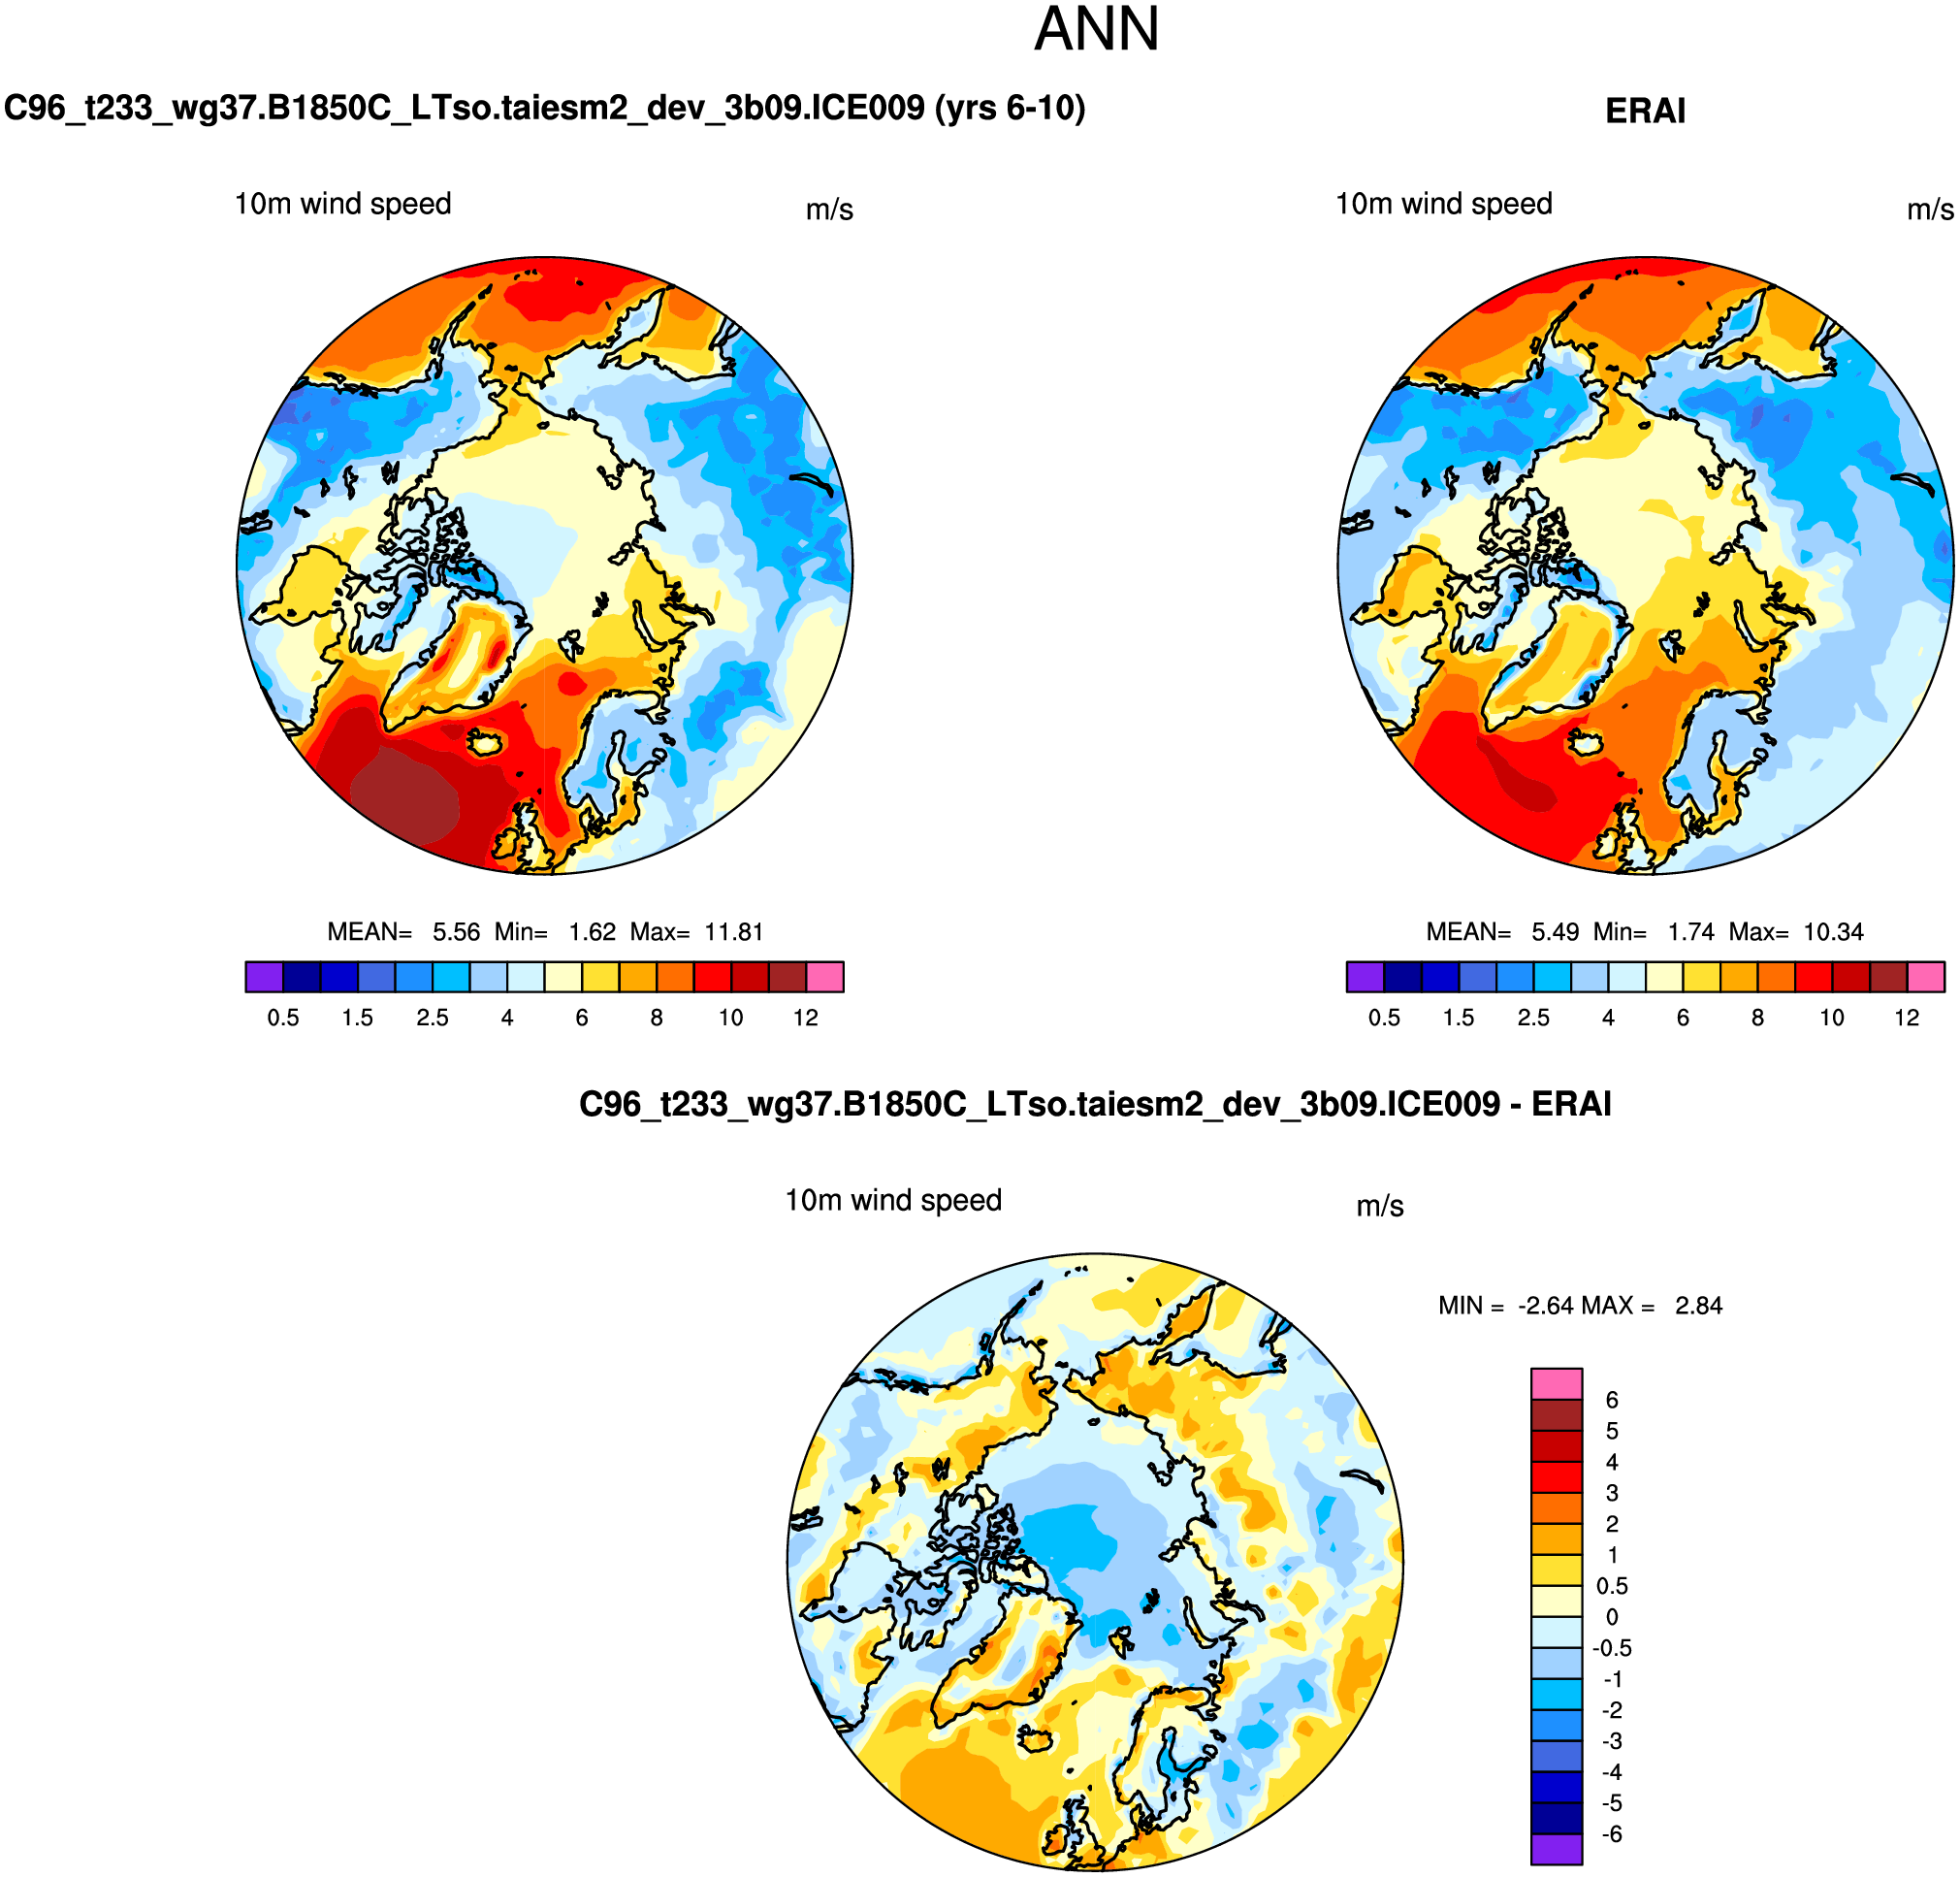 ANN
C96_t233_wg37.B1850C_LTso.taiesm2_dev_3b09.ICE009 (yrs 6-10)
ERAI
10m wind speed m/s
10m wind speed m/s
MEAN= 5.56 Min= 1.62 Max= 11.81
0.5 1.5 2.5 4 6 8 10 12
MEAN= 5.49 Min= 1.74 Max= 10.34
0.5 1.5 2.5 4 6 8 10 12
C96_t233_wg37.B1850C_LTso.taiesm2_dev_3b09.ICE009 - ERAI
10m wind speed m/s
MIN = -2.64 MAX = 2.84
6
5
4
3
2
1
0.5
0
-0.5
-1
-2
-3
-4
-5
-6